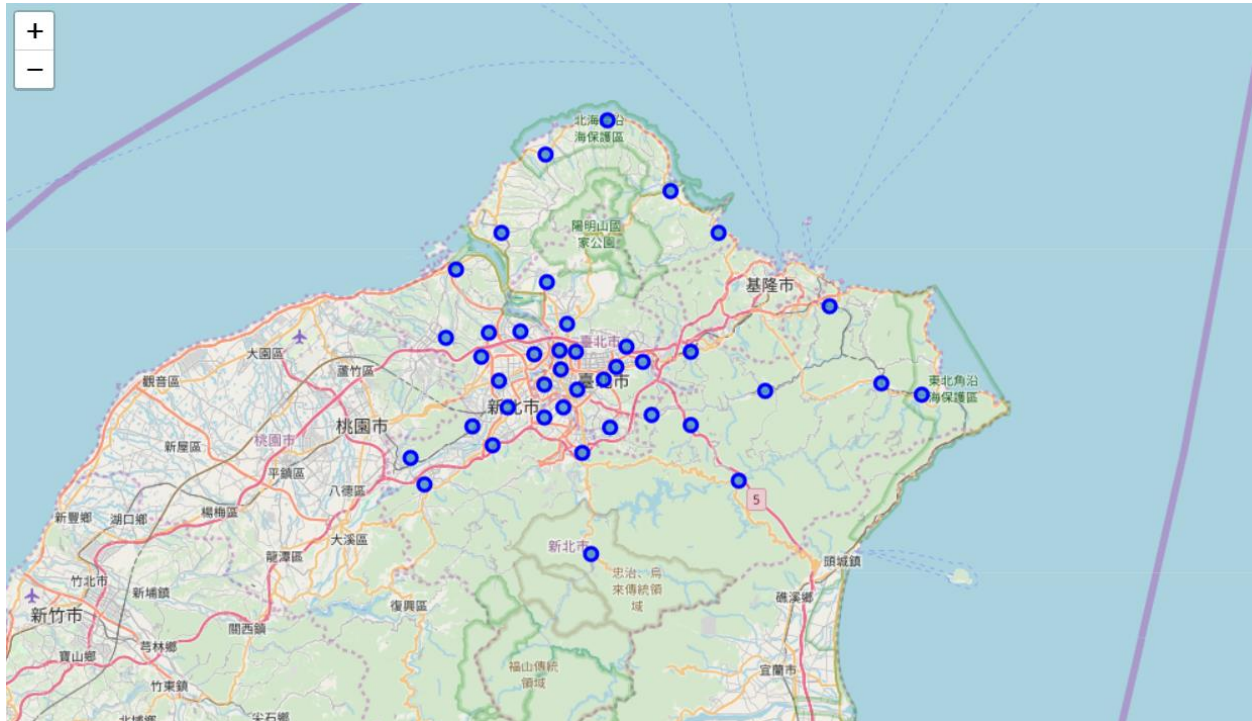 +
−
北海
沿
海保護區
陽明山國
家公園
基隆市
臺北市
大園區
蘆竹區
觀音區
臺
市
東北角沿
海保護區
新北市
桃園市
新屋區
桃園市
平鎮區
八德區
5
楊梅區
新豐鄉
湖口鄉
大溪區
新北市
龍潭區
頭城鎮
竹北市
忠治、烏
來傳統領
域
新埔鎮
復興區
礁溪鄉
新竹市
關西鎮
芎林鄉
寶山鄉
福山傳統
領域
宜蘭市
竹東鎮
尖石鄉